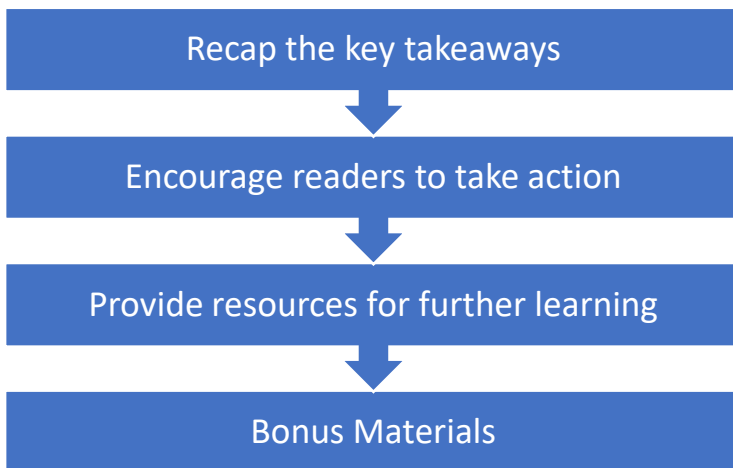 Recap the key takeaways
Encourage readers to take action
Provide resources for further learning
Bonus Materials